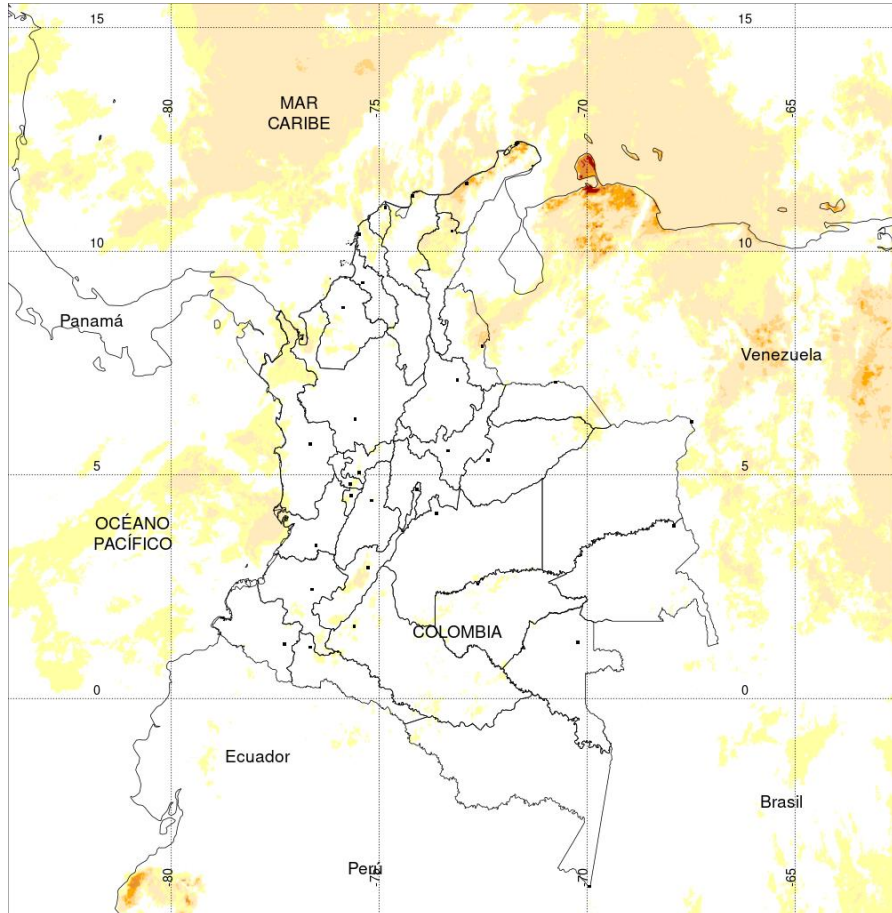 15
15
-80
-75
-70
-65
MAR
CARIBE
10
10
Panamá
Venezuela
5
5
OCÉANO
PACÍFICO
COLOMBIA
0
0
Ecuador
Brasil
Perú
-80
-75
-70
-65